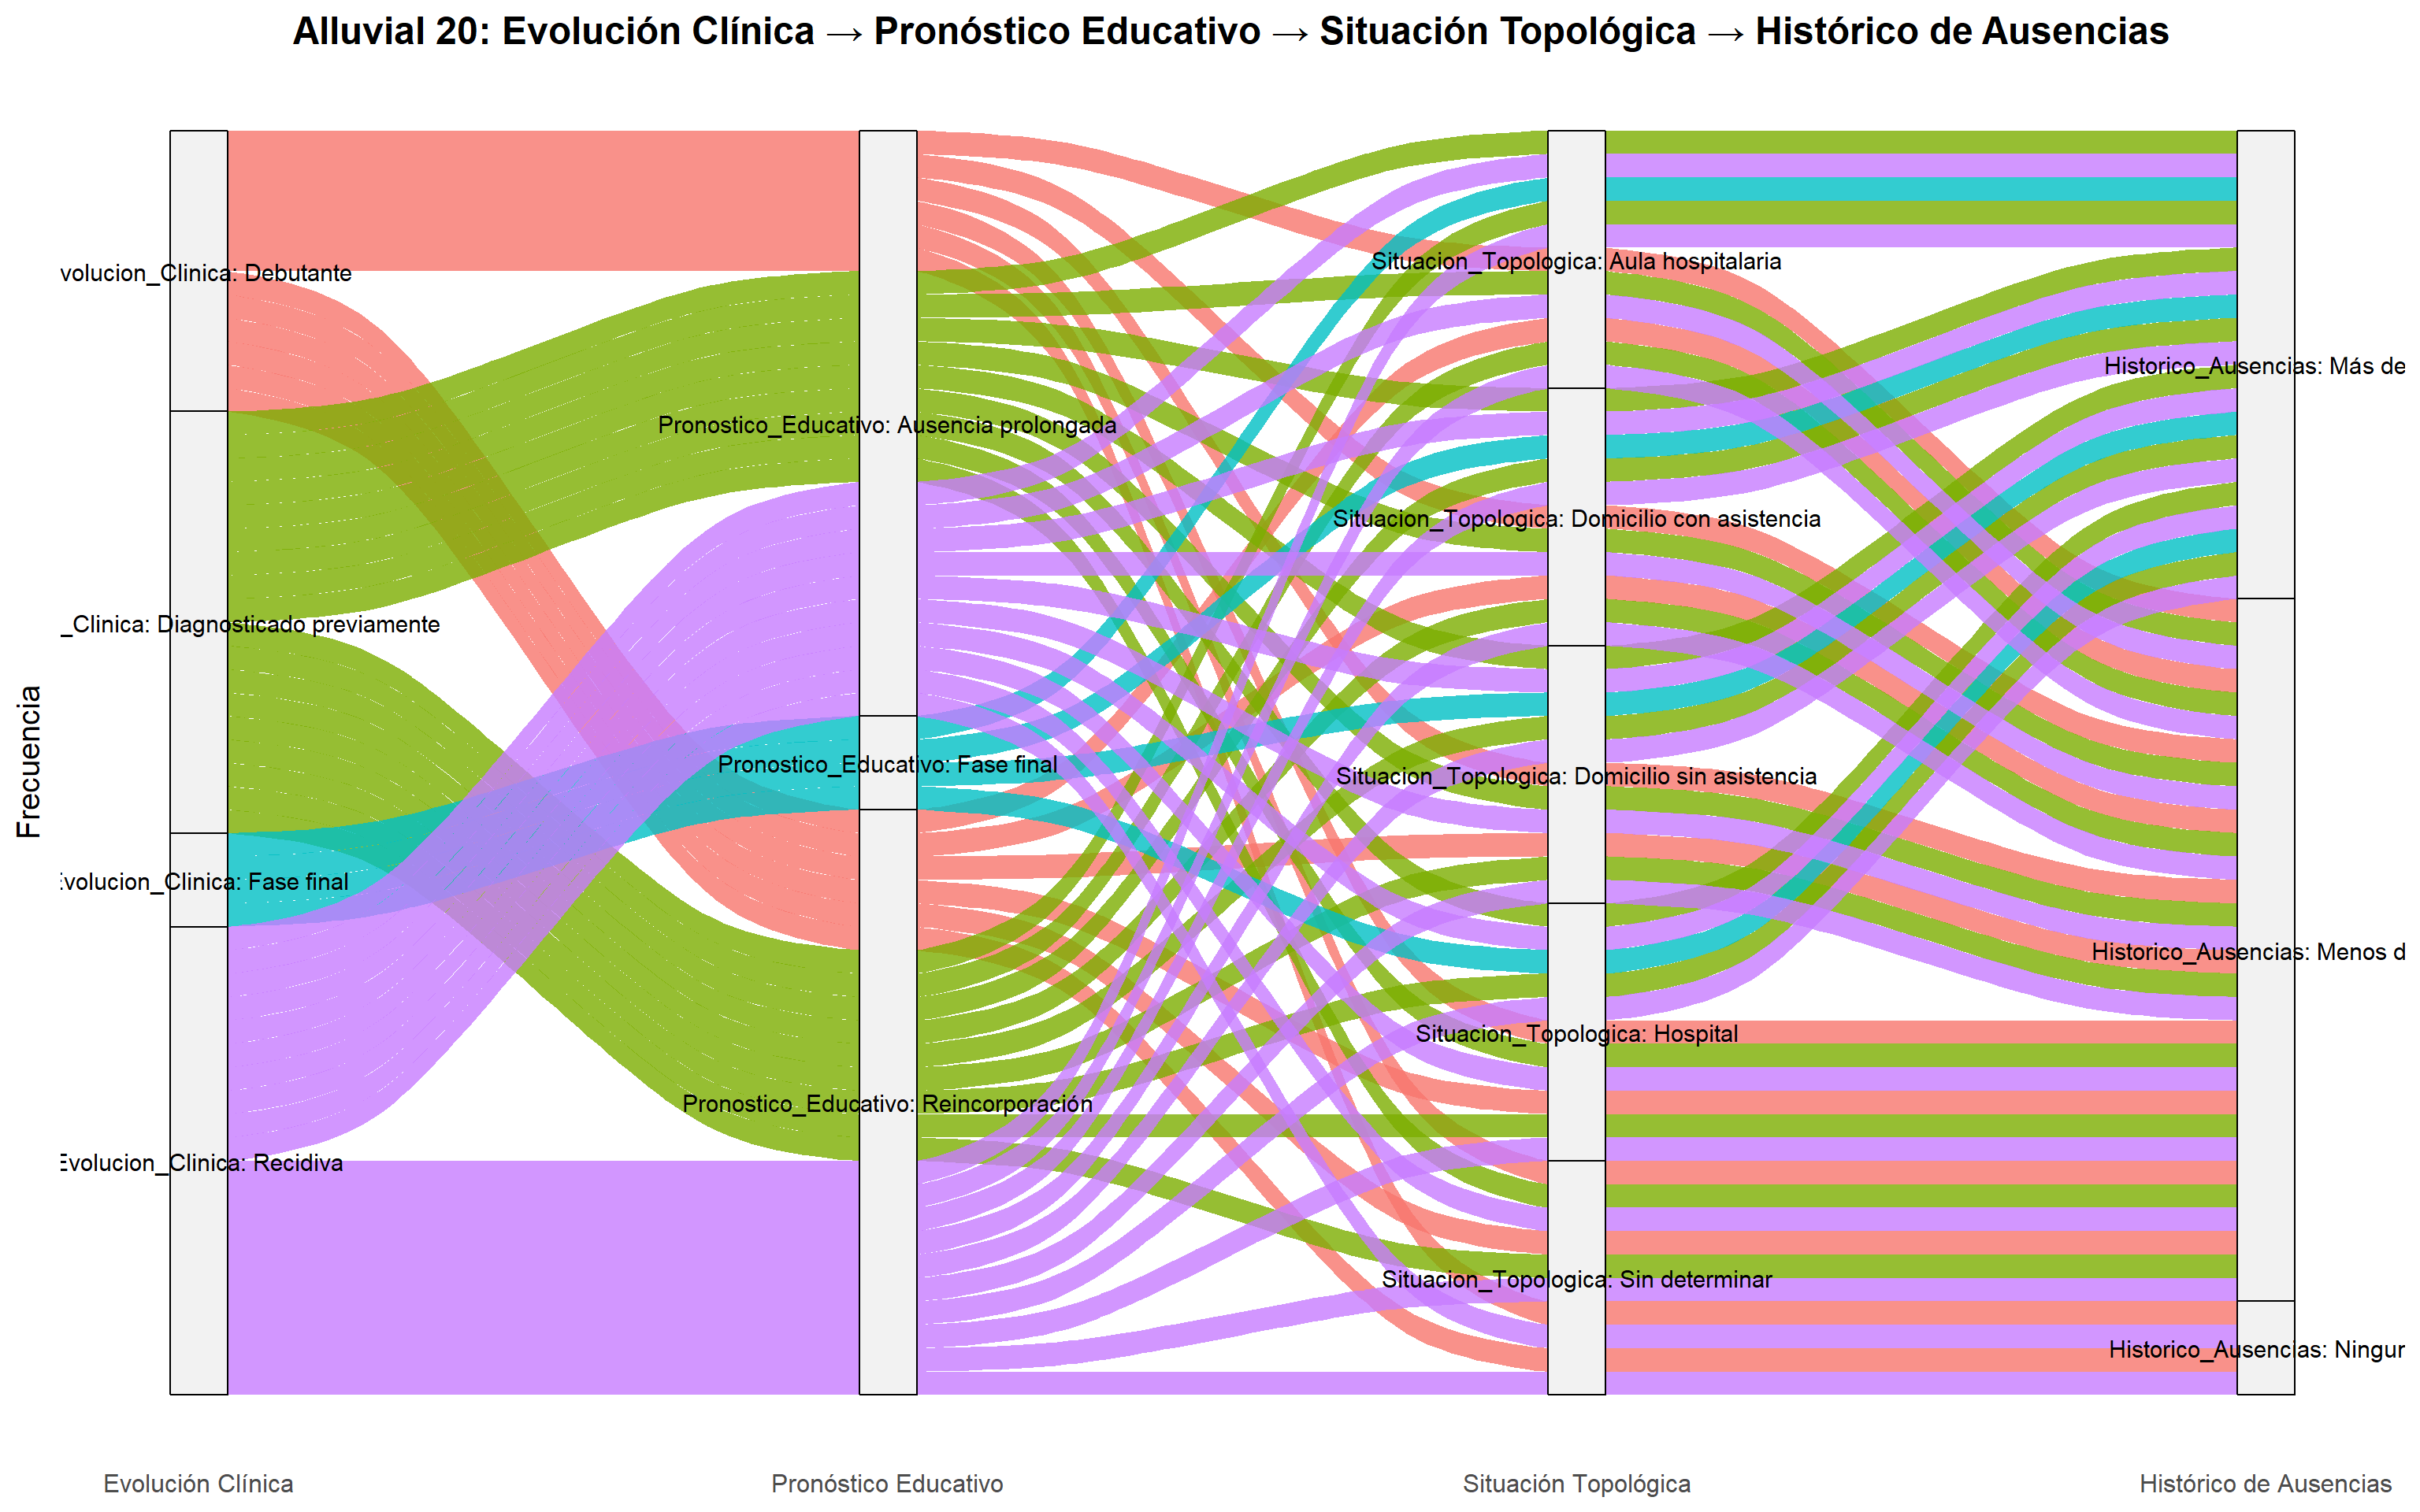 Alluvial 20: Evolución Clínica → Pronóstico Educativo → Situación Topológica → Histórico de Ausencias
Frecuencia
volucion_Clinica: Debutante
_Clinica: Diagnosticado previamente
Evolucion_Clinica: Fase final
Evolucion_Clinica: Recidiva
Pronostico_Educativo: Ausencia prolongada
Pronostico_Educativo: Fase final
Pronostico_Educativo: Reincorporación
Situacion_Topologica: Aula hospitalaria
Situacion_Topologica: Domicilio con asistencia
Situacion_Topologica: Domicilio sin asistencia
Situacion_Topologica: Hospital
Situacion_Topologica: Sin determinar
Historico_Ausencias: Más de
Historico_Ausencias: Menos d
Historico_Ausencias: Ningur
Evolución Clínica
Pronóstico Educativo
Situación Topológica
Histórico de Ausencias